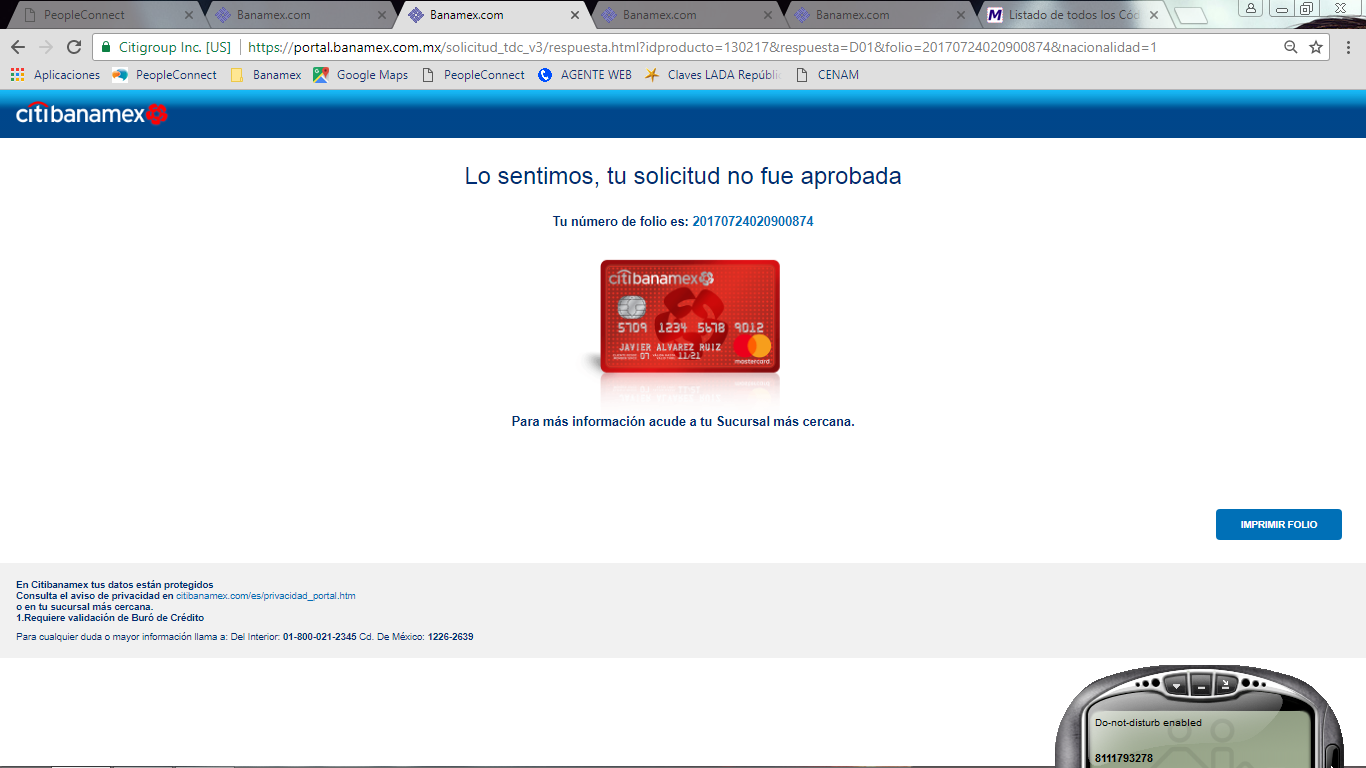 PeopleConnect
Banamex.com
Banamex.com
Banamex.com
Banamex.com
Listado de todos los Cód
Citigroup Inc. [US]
https://portal.banamex.com.mx/solicitud_tdc_v3/respuesta.html?idproducto=130217&respuesta=D01&folio=20170724020900874&nacionalidad=1
Aplicaciones
PeopleConnect
Banamex
Google Maps
PeopleConnect
AGENTE WEB
Claves LADA Repúbli
CENAM
citibanamex
Lo sentimos, tu solicitud no fue aprobada
Tu número de folio es: 20170724020900874
citibanamex
5709 1234 5678 9012
JAVIER ALVAREZ RUIZ
07 11/21
mastercard
Para más información acude a tu Sucursal más cercana.
IMPRIMIR FOLIO
En Citibanamex tus datos están protegidos
Consulta el aviso de privacidad en citibanamex.com/es/privacidad_portal.htm
o en tu sucursal más cercana.
1.Requiere validación de Buró de Crédito
Para cualquier duda o mayor información llama a: Del Interior: 01-800-021-2345 Cd. De México: 1226-2639
Do-not-disturb enabled
8111793278